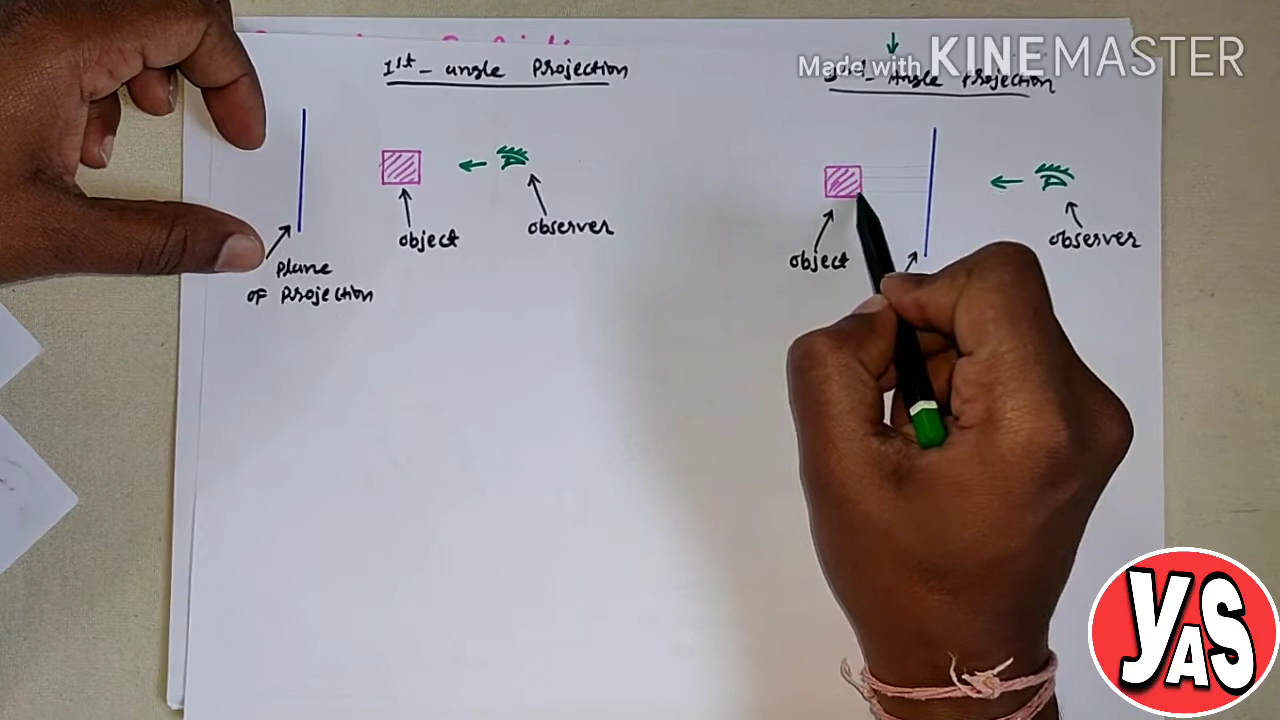 1st - angle Projection
Made with KINEMASTER
Angle Projection
object
observer
Plane
of Projection
object
observer
YAS